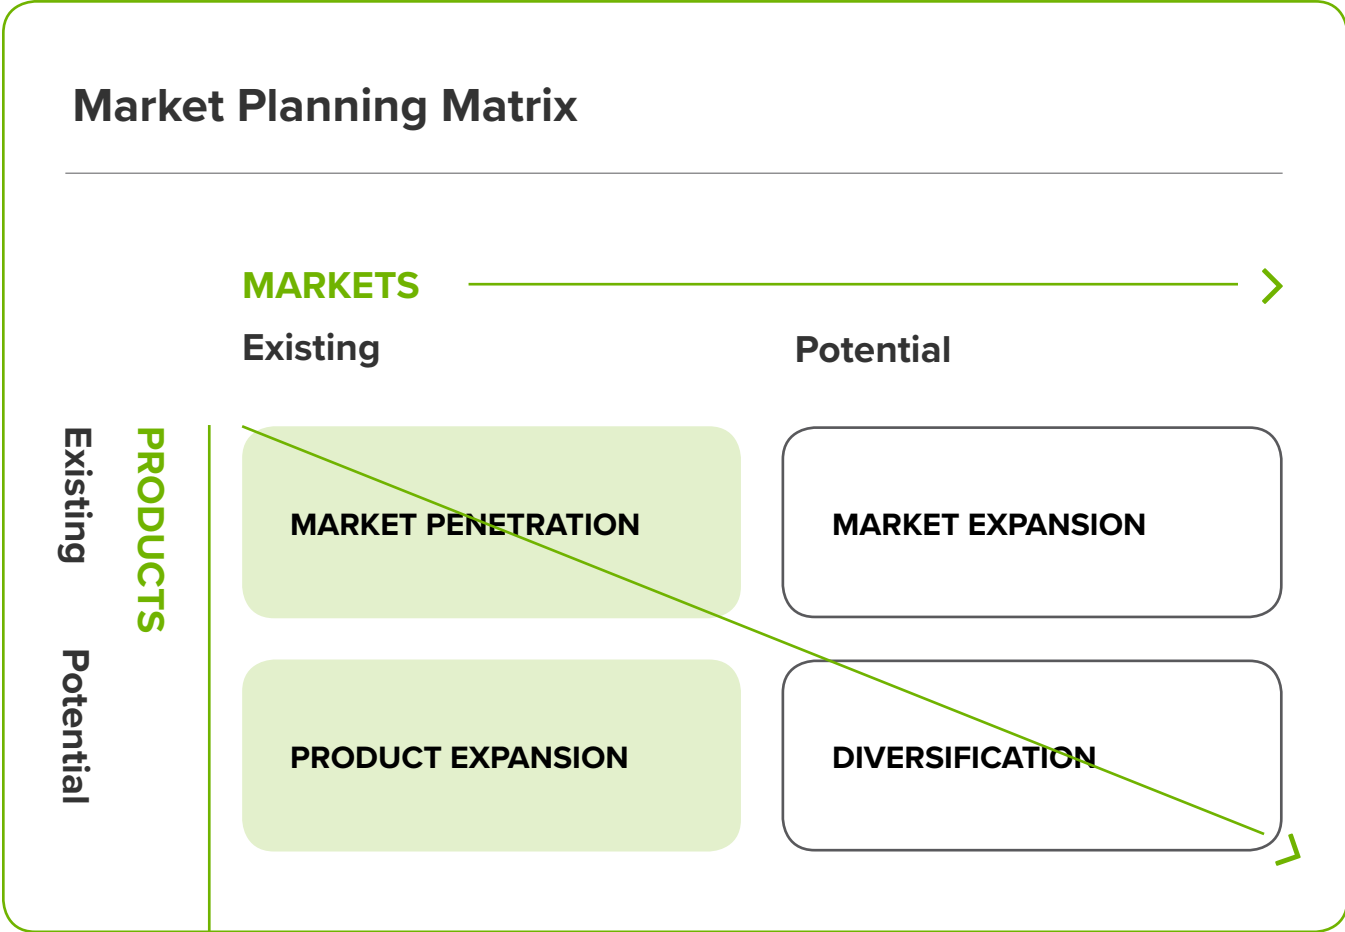 Market Planning Matrix
MARKETS
Existing
Potential
PRODUCTS
Existing
MARKET PENETRATION
MARKET EXPANSION
Potential
PRODUCT EXPANSION
DIVERSIFICATION